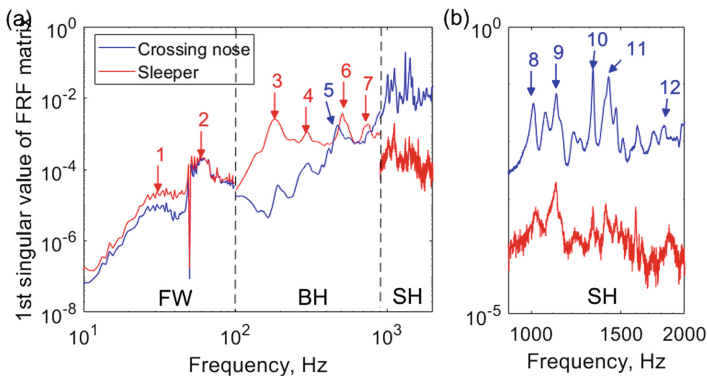 (a)
1st singular value of FRF matrix
10^0
10^-2
10^-4
10^-6
10^-8
Crossing nose
Sleeper
1
2
3
4
5
6
7
FW
BH
SH
10^1
10^2
10^3
Frequency, Hz
(b)
10^0
10^-5
8
9
10
11
12
SH
1000
1500
2000
Frequency, Hz